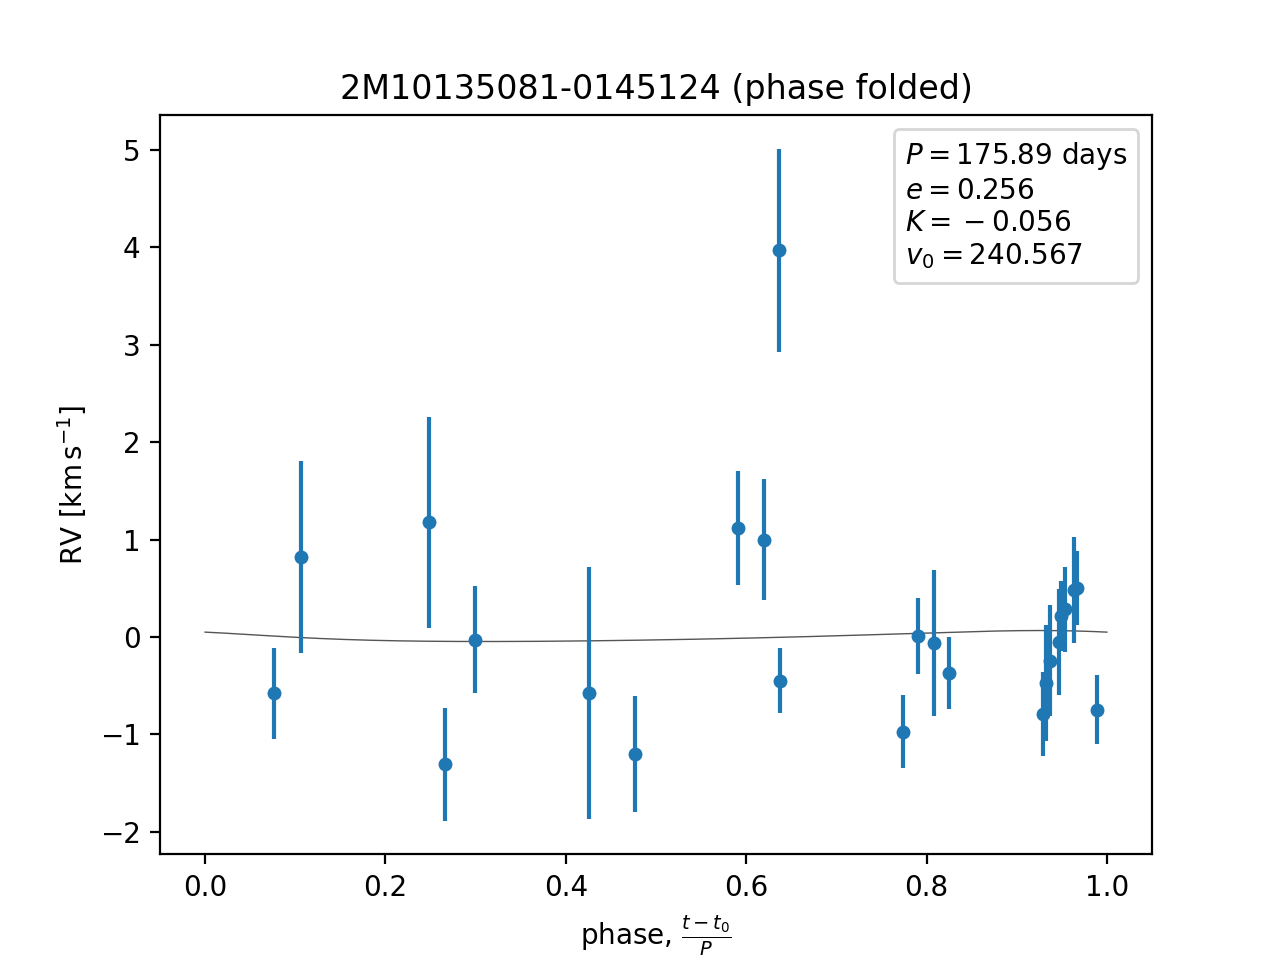 2M10135081-0145124 (phase folded)
P = 175.89 days
e = 0.256
K = −0.056
v₀ = 240.567
5
4
3
2
1
0
−1
−2
RV [km s⁻¹]
0.0 0.2 0.4 0.6 0.8 1.0
phase, (t − t₀)/P